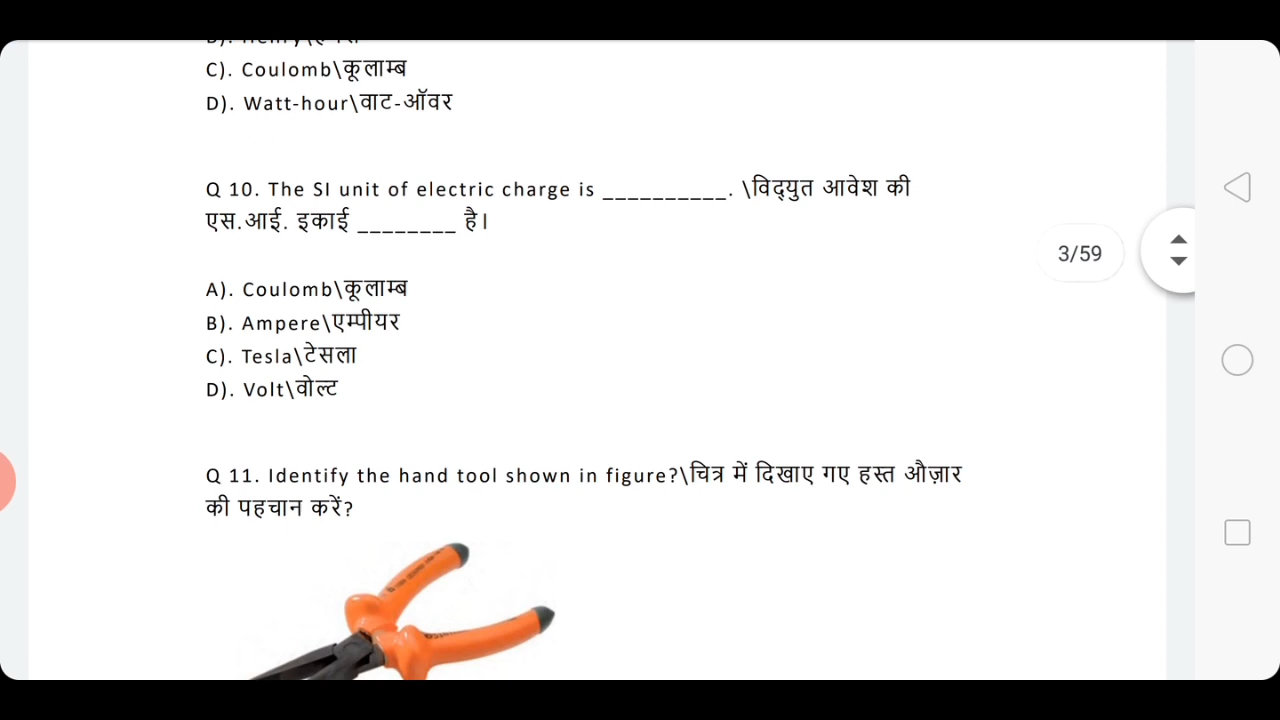 C). Coulomb\कूलाम्ब
D). Watt-hour\वाट-ऑवर
Q 10. The SI unit of electric charge is __________. \विद्युत आवेश की
एस.आई. इकाई ________ है।
A). Coulomb\कूलाम्ब
B). Ampere\एम्पीयर
C). Tesla\टेसला
D). Volt\वोल्ट
3/59
Q 11. Identify the hand tool shown in figure?\चित्र में दिखाए गए हस्त औज़ार
की पहचान करें?